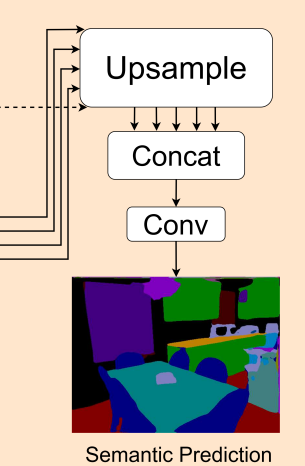 Upsample
Concat
Conv
Semantic Prediction